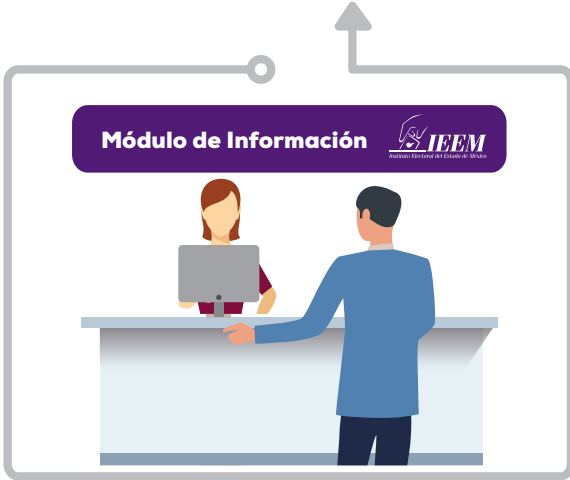 Módulo de Información
IEEM
Instituto Electoral del Estado de México